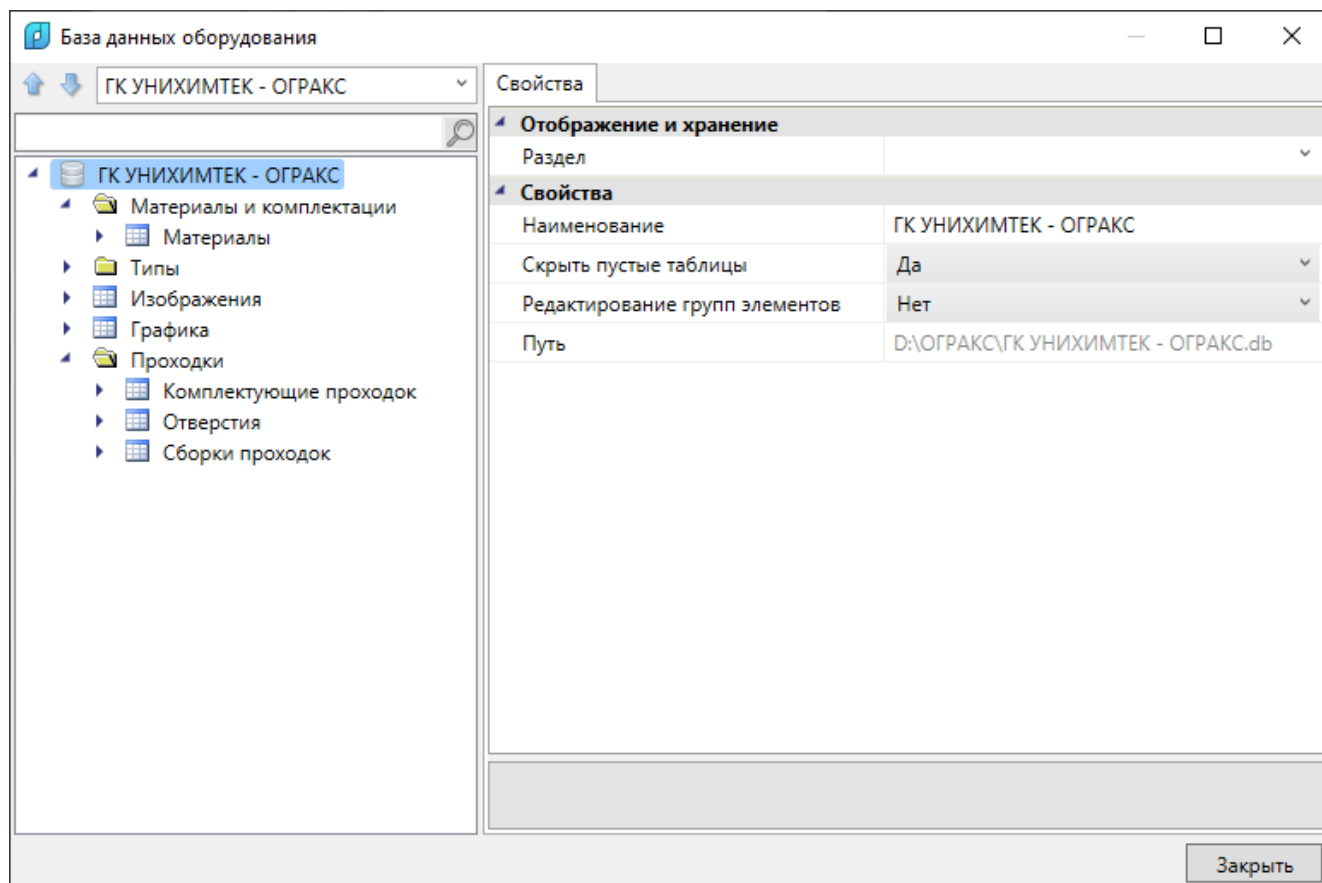 База данных оборудования
ГК УНИХИМТЕК - ОГРАКС
ГК УНИХИМТЕК - ОГРАКС
Материалы и комплектации
Материалы
Типы
Изображения
Графика
Проходки
Комплектующие проходок
Отверстия
Сборки проходок
Свойства
Отображение и хранение
Раздел
Свойства
Наименование ГК УНИХИМТЕК - ОГРАКС
Скрыть пустые таблицы Да
Редактирование групп элементов Нет
Путь D:\ОГРАКС\ГК УНИХИМТЕК - ОГРАКС.db
Закрыть